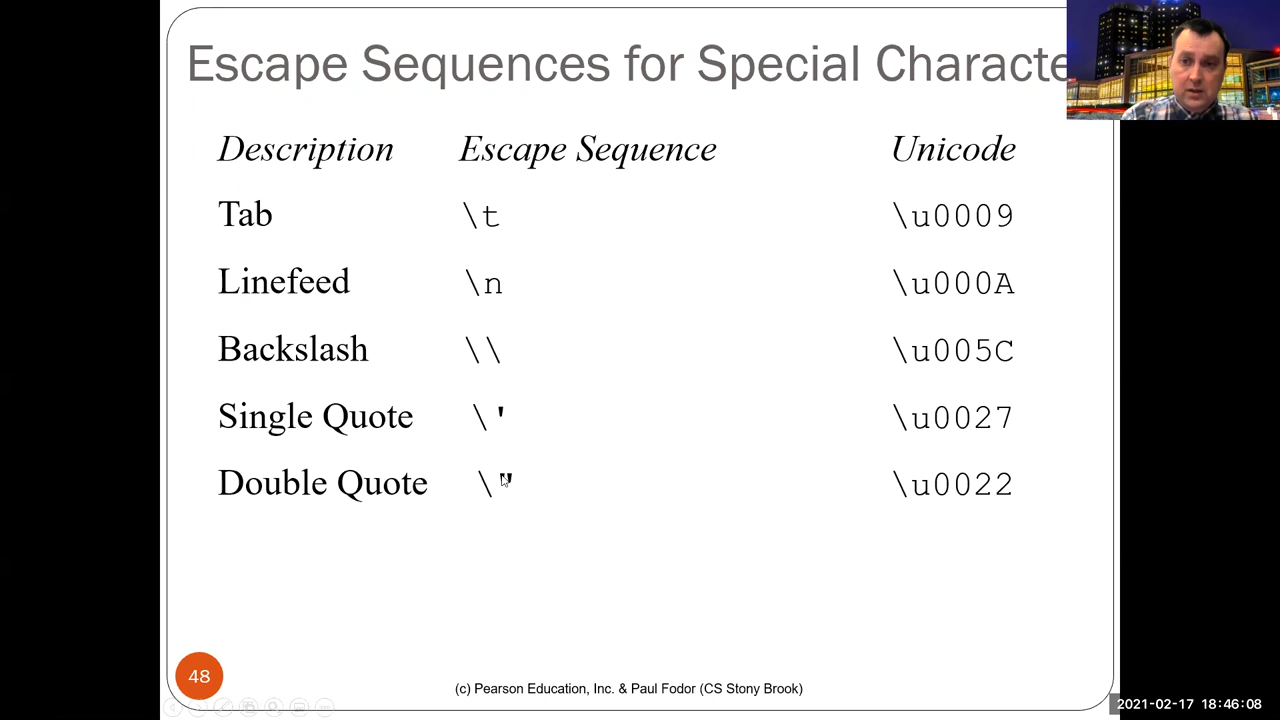 Escape Sequences for Special Characte
Description Escape Sequence Unicode
Tab \t \u0009
Linefeed \n \u000A
Backslash \\ \u005C
Single Quote \' \u0027
Double Quote \" \u0022
48
(c) Pearson Education, Inc. & Paul Fodor (CS Stony Brook)
2021-02-17 18:46:08